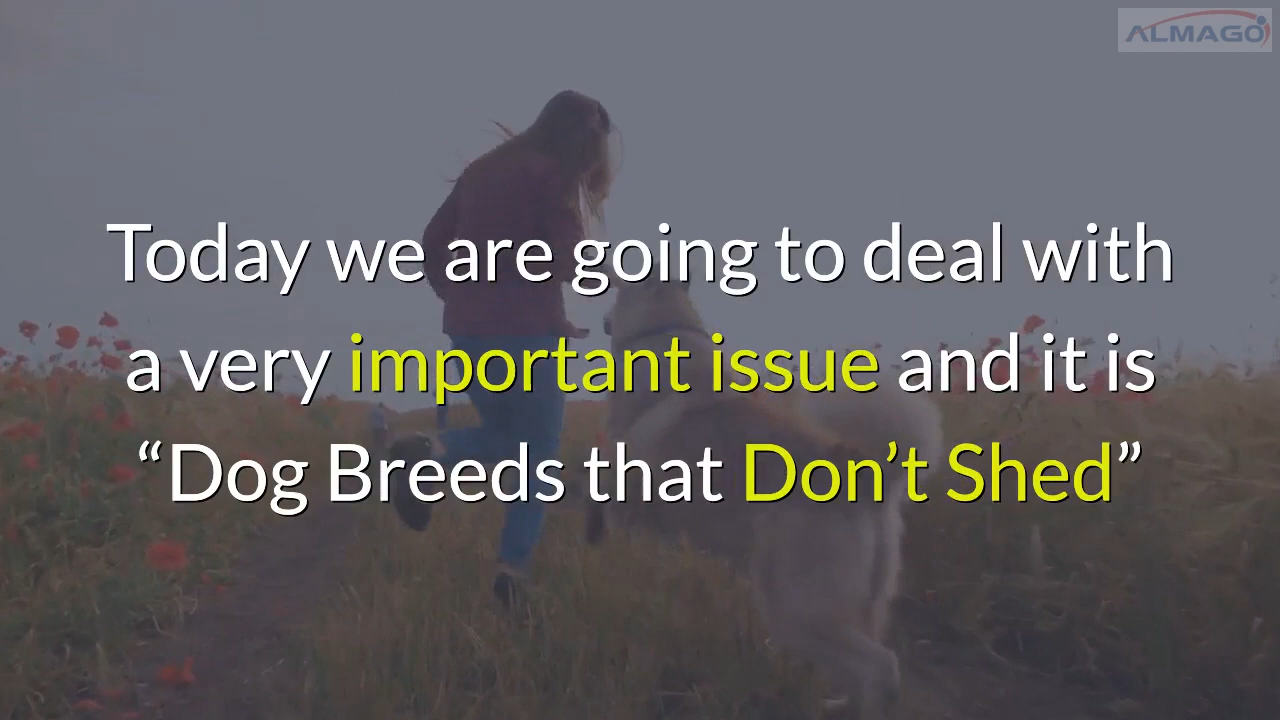 ALMAGO
Today we are going to deal with
a very important issue and it is
“Dog Breeds that Don’t Shed”